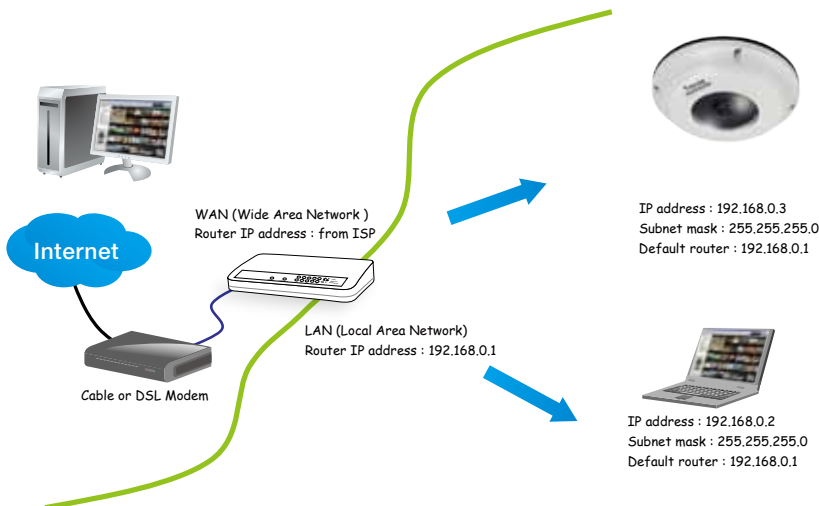 WAN (Wide Area Network )
Router IP address : from ISP
Internet
LAN (Local Area Network)
Router IP address : 192.168.0.1
Cable or DSL Modem
IP address : 192.168.0.3
Subnet mask : 255.255.255.0
Default router : 192.168.0.1
IP address : 192.168.0.2
Subnet mask : 255.255.255.0
Default router : 192.168.0.1